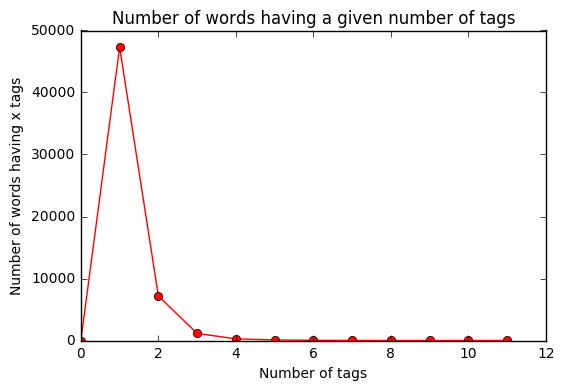 Number of words having a given number of tags
50000
40000
30000
20000
10000
0
Number of words having x tags
0 2 4 6 8 10 12
Number of tags